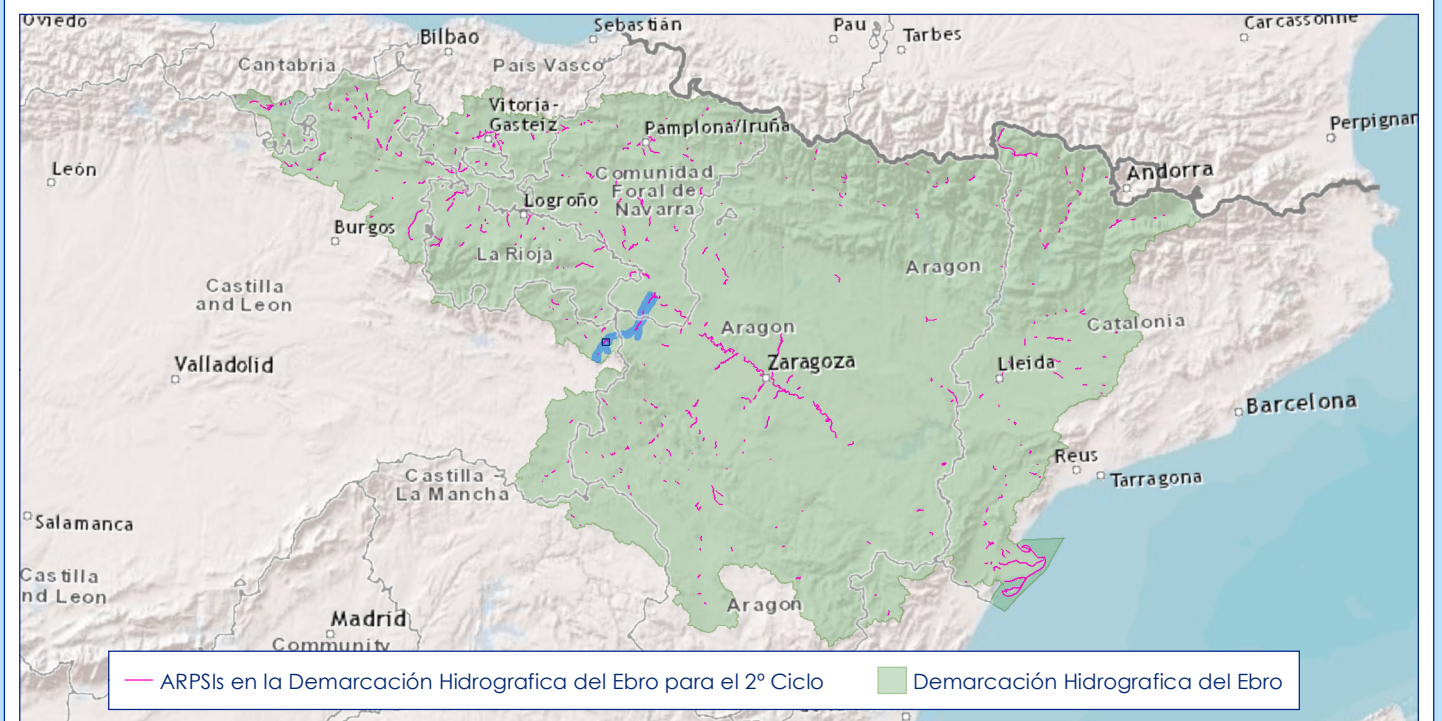 Oviedo
Sebastián
Pau
Carcassonne
Bilbao
Tarbes
Cantabria
Pais Vasco
Vitoria-
Gasteiz
Pamplona/Iruña
Perpignan
León
Andorra
Comunidad
Foral de
Navarra
Logroño
Burgos
La Rioja
Aragon
Castilla
and Leon
Catalonia
Aragon
Valladolid
Zaragoza
Lleida
Barcelona
Reus
Castilla
La Mancha
Tarragona
Salamanca
Castilla
nd Leon
Aragon
Madrid
Community
ARPSIs en la Demarcación Hidrografica del Ebro para el 2º Ciclo
Demarcación Hidrografica del Ebro